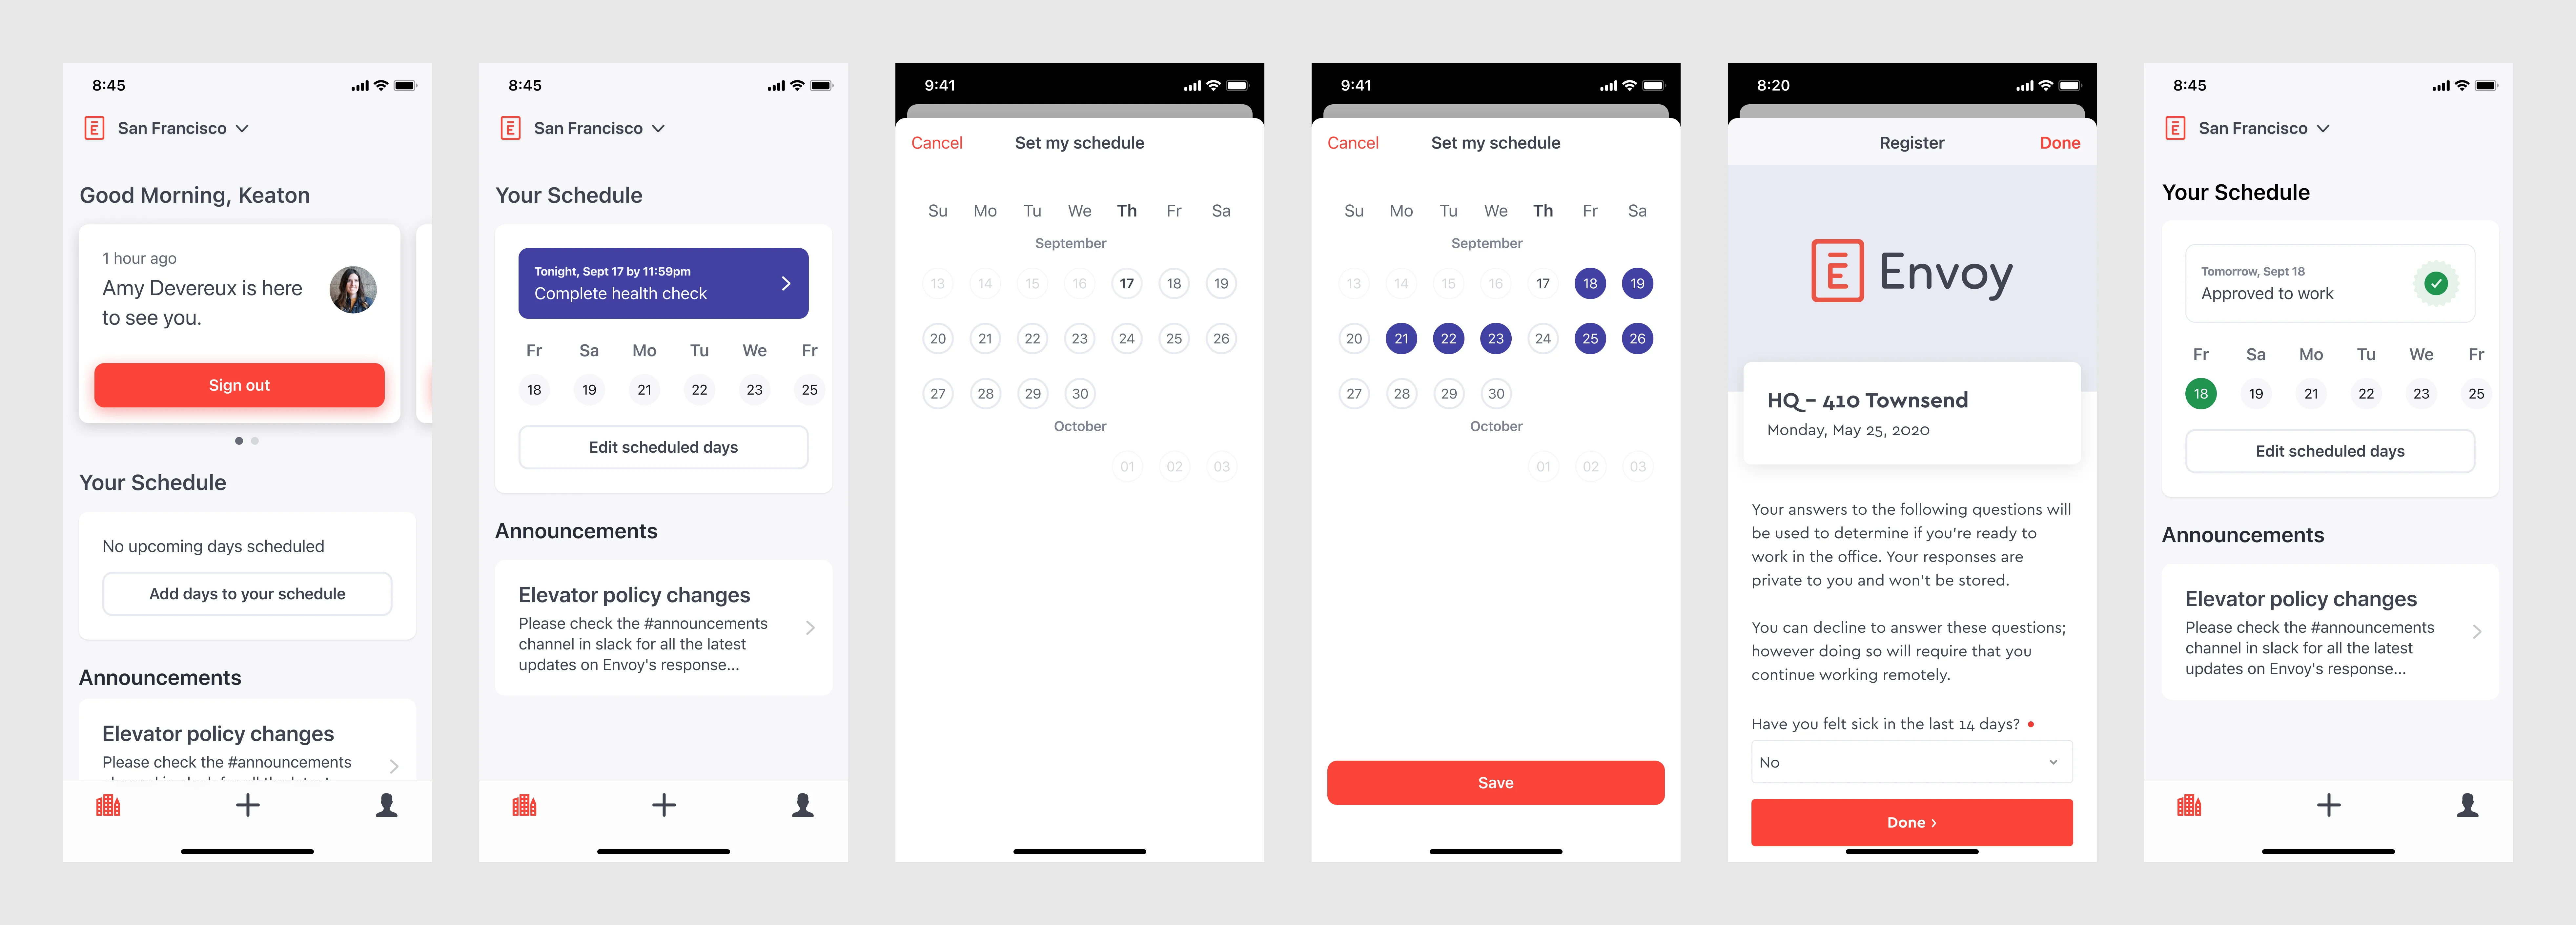 8:45
San Francisco
Good Morning, Keaton
1 hour ago
Amy Devereux is here
to see you.
Sign out
Your Schedule
No upcoming days scheduled
Add days to your schedule
Announcements
Elevator policy changes
Please check the #announcements
channel in slack for all the latest
8:45
San Francisco
Your Schedule
Tonight, Sept 17 by 11:59pm
Complete health check
Fr Sa Mo Tu We Fr
18 19 21 22 23 25
Edit scheduled days
Announcements
Elevator policy changes
Please check the #announcements
channel in slack for all the latest
updates on Envoy's response...
9:41
Cancel Set my schedule
Su Mo Tu We Th Fr Sa
September
13 14 15 16 17 18 19
20 21 22 23 24 25 26
27 28 29 30
October
01 02 03
9:41
Cancel Set my schedule
Su Mo Tu We Th Fr Sa
September
13 14 15 16 17 18 19
20 21 22 23 24 25 26
27 28 29 30
October
01 02 03
Save
8:20
Register Done
Envoy
HQ - 410 Townsend
Monday, May 25, 2020
Your answers to the following questions will
be used to determine if you're ready to
work in the office. Your responses are
private to you and won't be stored.
You can decline to answer these questions;
however doing so will require that you
continue working remotely.
Have you felt sick in the last 14 days?
No
Done ›
8:45
San Francisco
Your Schedule
Tomorrow, Sept 18
Approved to work
Fr Sa Mo Tu We Fr
18 19 21 22 23 25
Edit scheduled days
Announcements
Elevator policy changes
Please check the #announcements
channel in slack for all the latest
updates on Envoy's response...